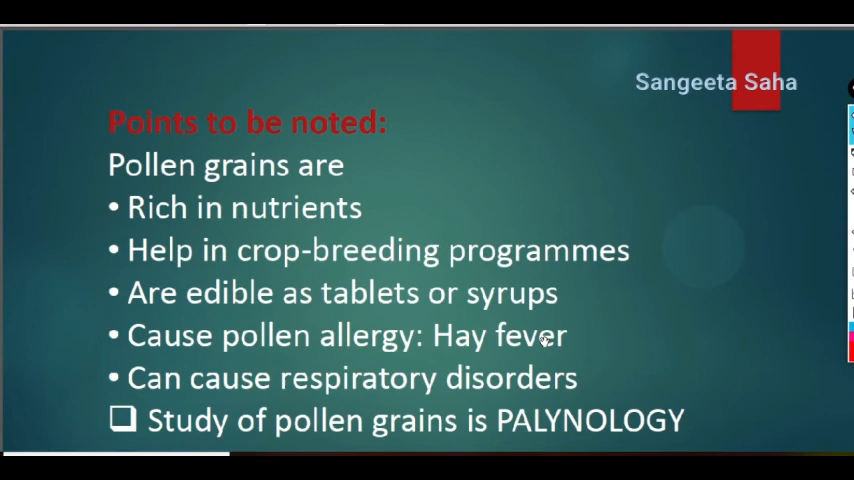 Sangeeta Saha
Points to be noted:
Pollen grains are
• Rich in nutrients
• Help in crop-breeding programmes
• Are edible as tablets or syrups
• Cause pollen allergy: Hay fever
• Can cause respiratory disorders
❑ Study of pollen grains is PALYNOLOGY